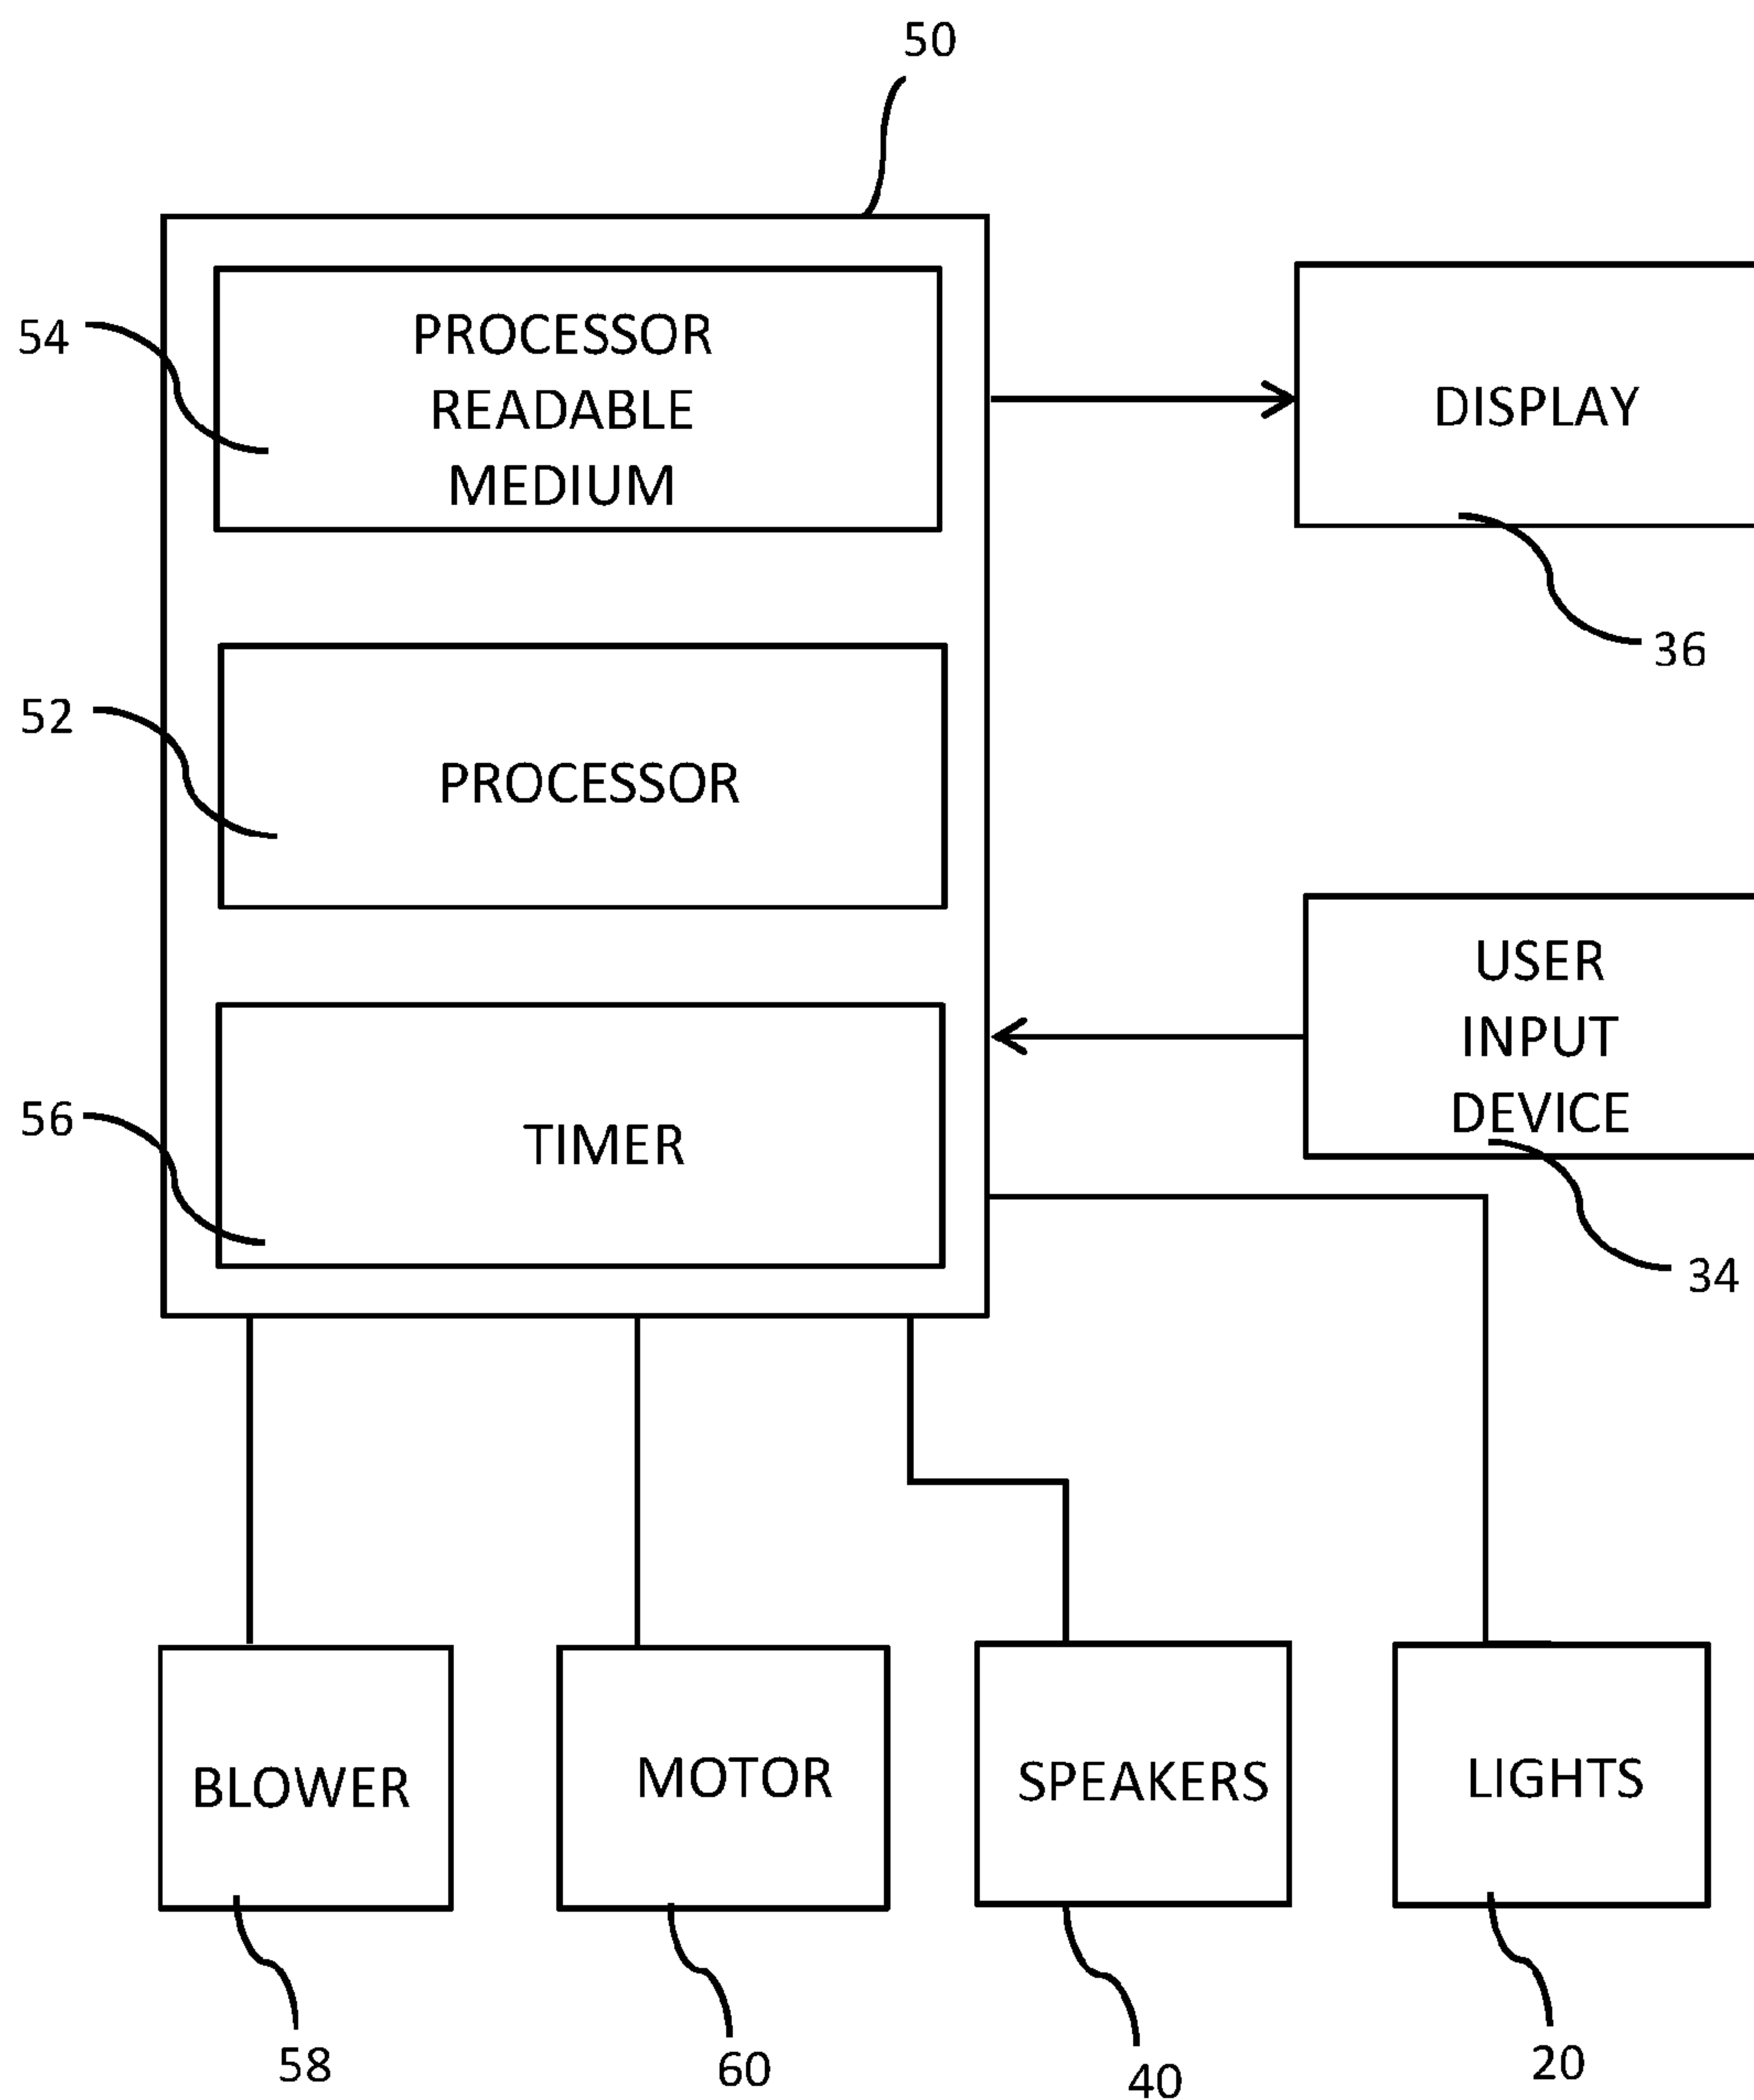 50
54
PROCESSOR
READABLE
MEDIUM
DISPLAY
36
52
PROCESSOR
USER
INPUT
DEVICE
56
TIMER
34
BLOWER
MOTOR
SPEAKERS
LIGHTS
58
60
40
20